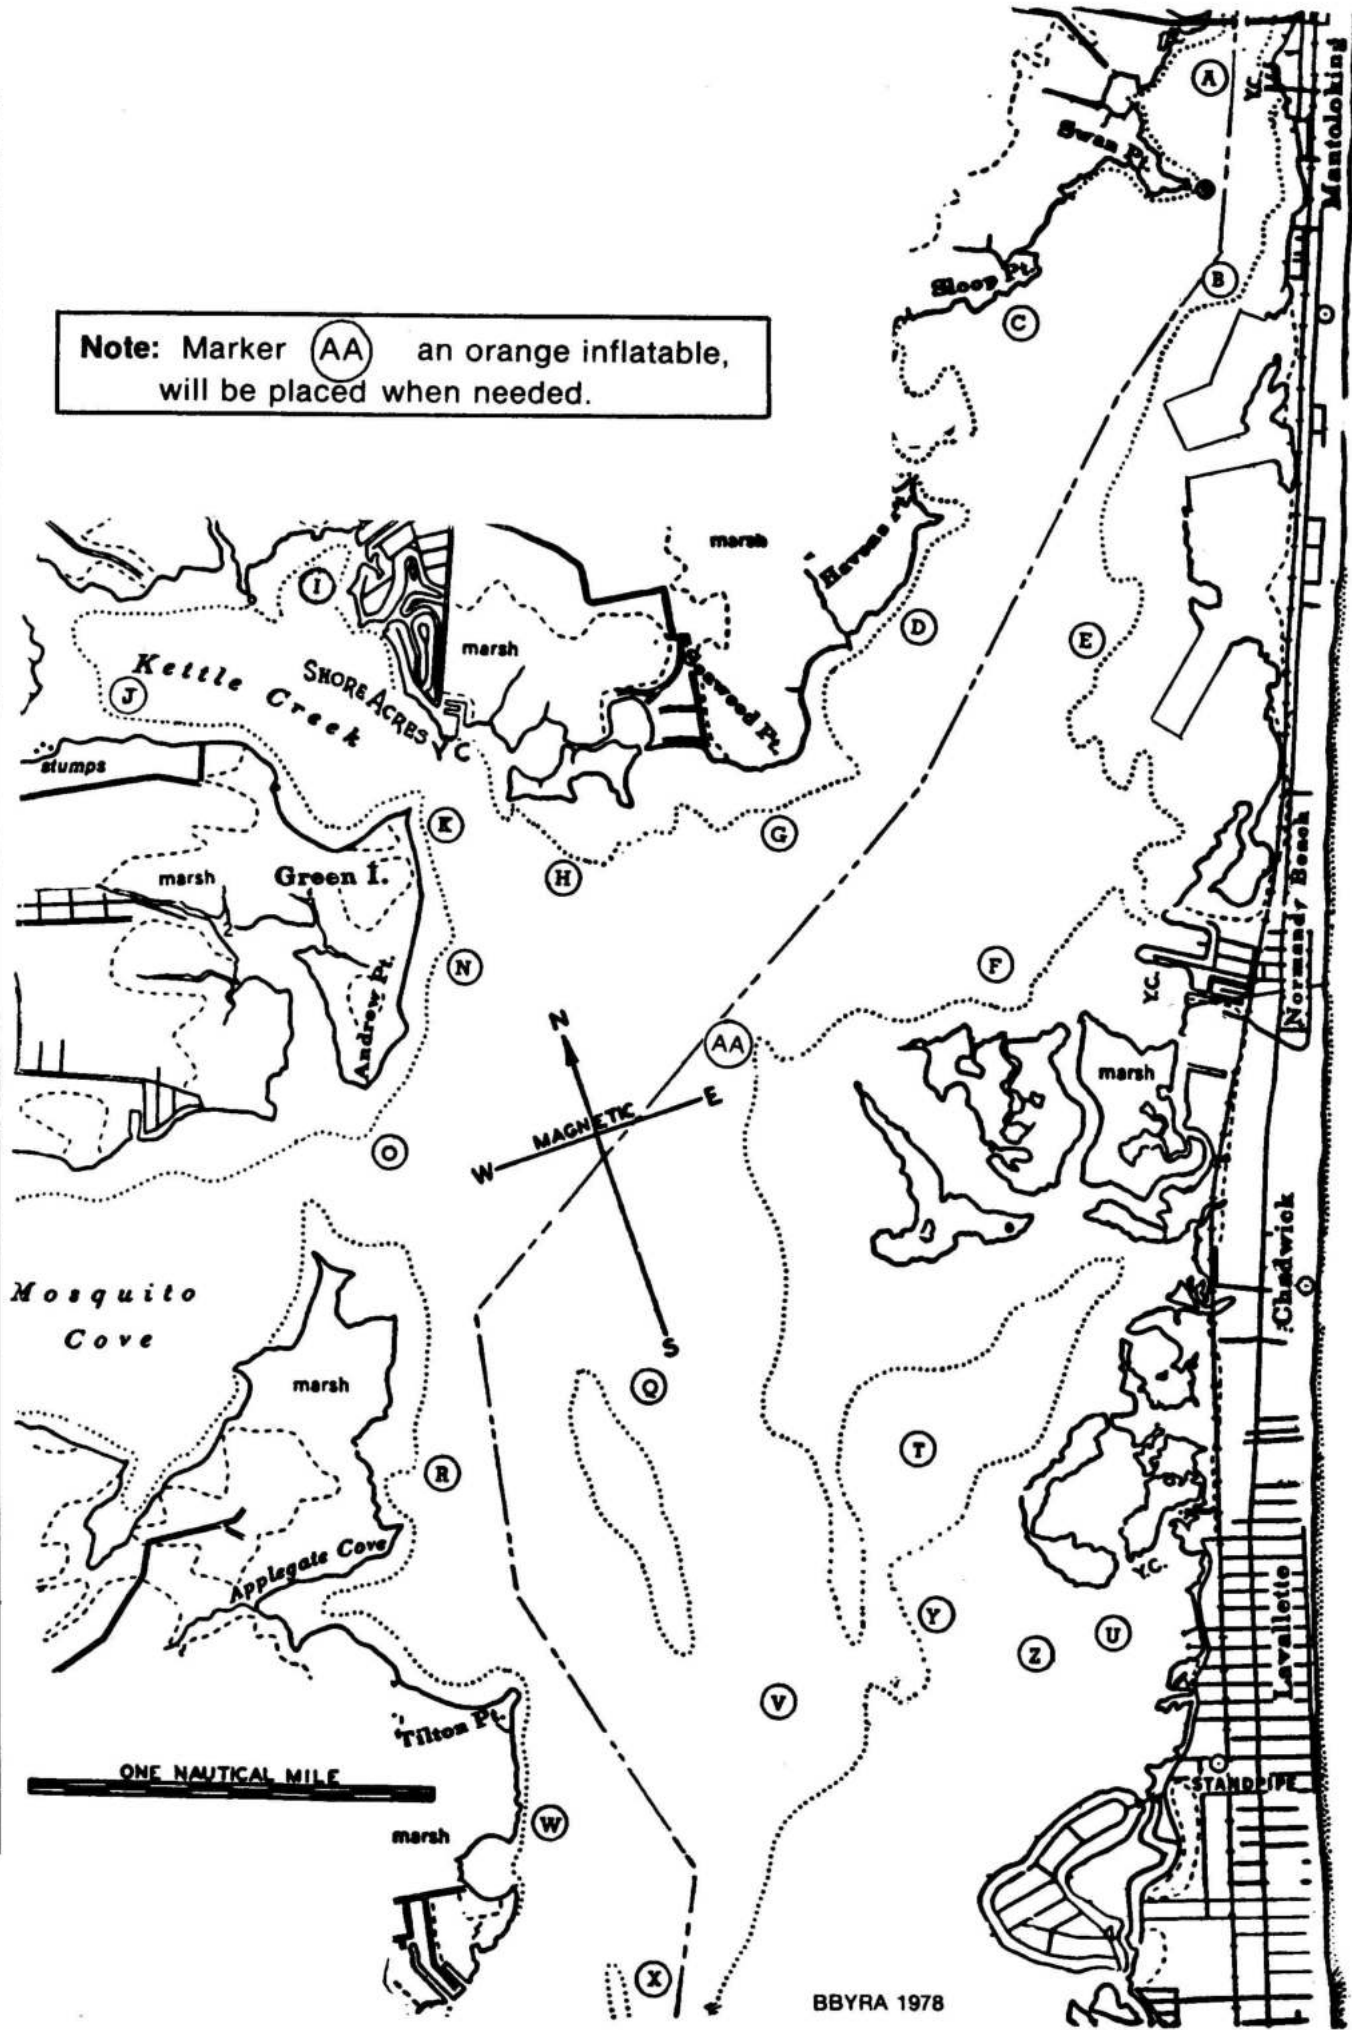 A
Y.C.
Mantoloking
Swan Pt.
B
Sloop Pt.
C
Note: Marker AA an orange inflatable,
will be placed when needed.
marsh
Havens
I
D
E
marsh
Kettle
Creek
SHORE ACRES
Y C
J
Seewood Pt.
stumps
K
G
H
marsh
Green I.
Normandy Beach
N
F
Andrew Pt.
Y.C.
N
AA
marsh
MAGNETIC
E
W
O
Mosquito
Cove
Chadwick
S
marsh
Q
R
T
Applegate Cove
Y.C.
Lavallette
Y
U
Z
V
Tilton Pt.
ONE NAUTICAL MILE
STANDPIPE
marsh
W
X
BBYRA 1978